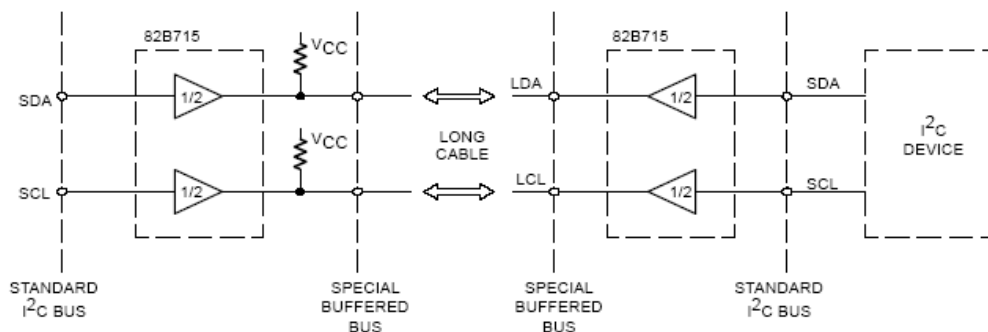 82B715
VCC
SDA
1/2
VCC
SCL
1/2
LONG
CABLE
82B715
LDA
1/2
SDA
LCL
1/2
SCL
I²C
DEVICE
STANDARD
I²C BUS
SPECIAL
BUFFERED
BUS
SPECIAL
BUFFERED
BUS
STANDARD
I²C BUS